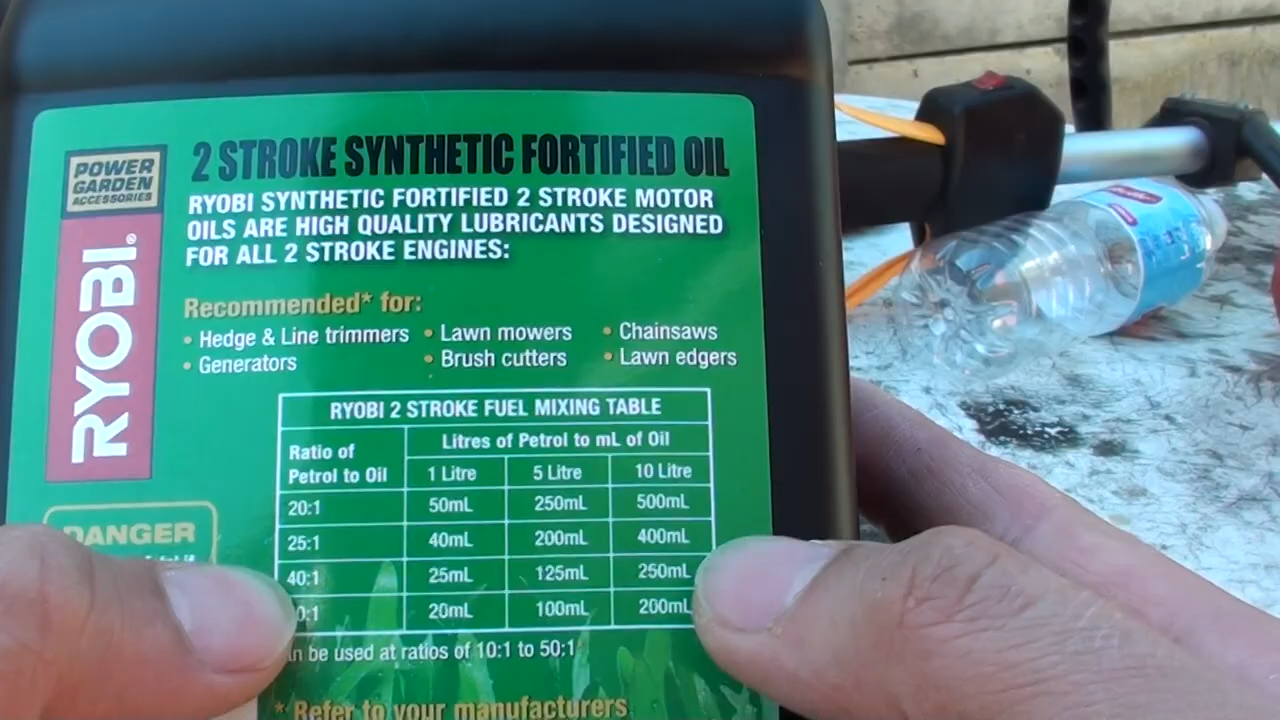 POWER
GARDEN
ACCESSORIES
RYOBI®
2 STROKE SYNTHETIC FORTIFIED OIL
RYOBI SYNTHETIC FORTIFIED 2 STROKE MOTOR
OILS ARE HIGH QUALITY LUBRICANTS DESIGNED
FOR ALL 2 STROKE ENGINES:
Recommended* for:
• Hedge & Line trimmers • Lawn mowers • Chainsaws
• Generators • Brush cutters • Lawn edgers
RYOBI 2 STROKE FUEL MIXING TABLE
Ratio of
Petrol to Oil
Litres of Petrol to mL of Oil
1 Litre 5 Litre 10 Litre
20:1 50mL 250mL 500mL
25:1 40mL 200mL 400mL
40:1 25mL 125mL 250mL
0:1 20mL 100mL 200mL
n be used at ratios of 10:1 to 50:1
* Refer to your manufacturers
DANGER